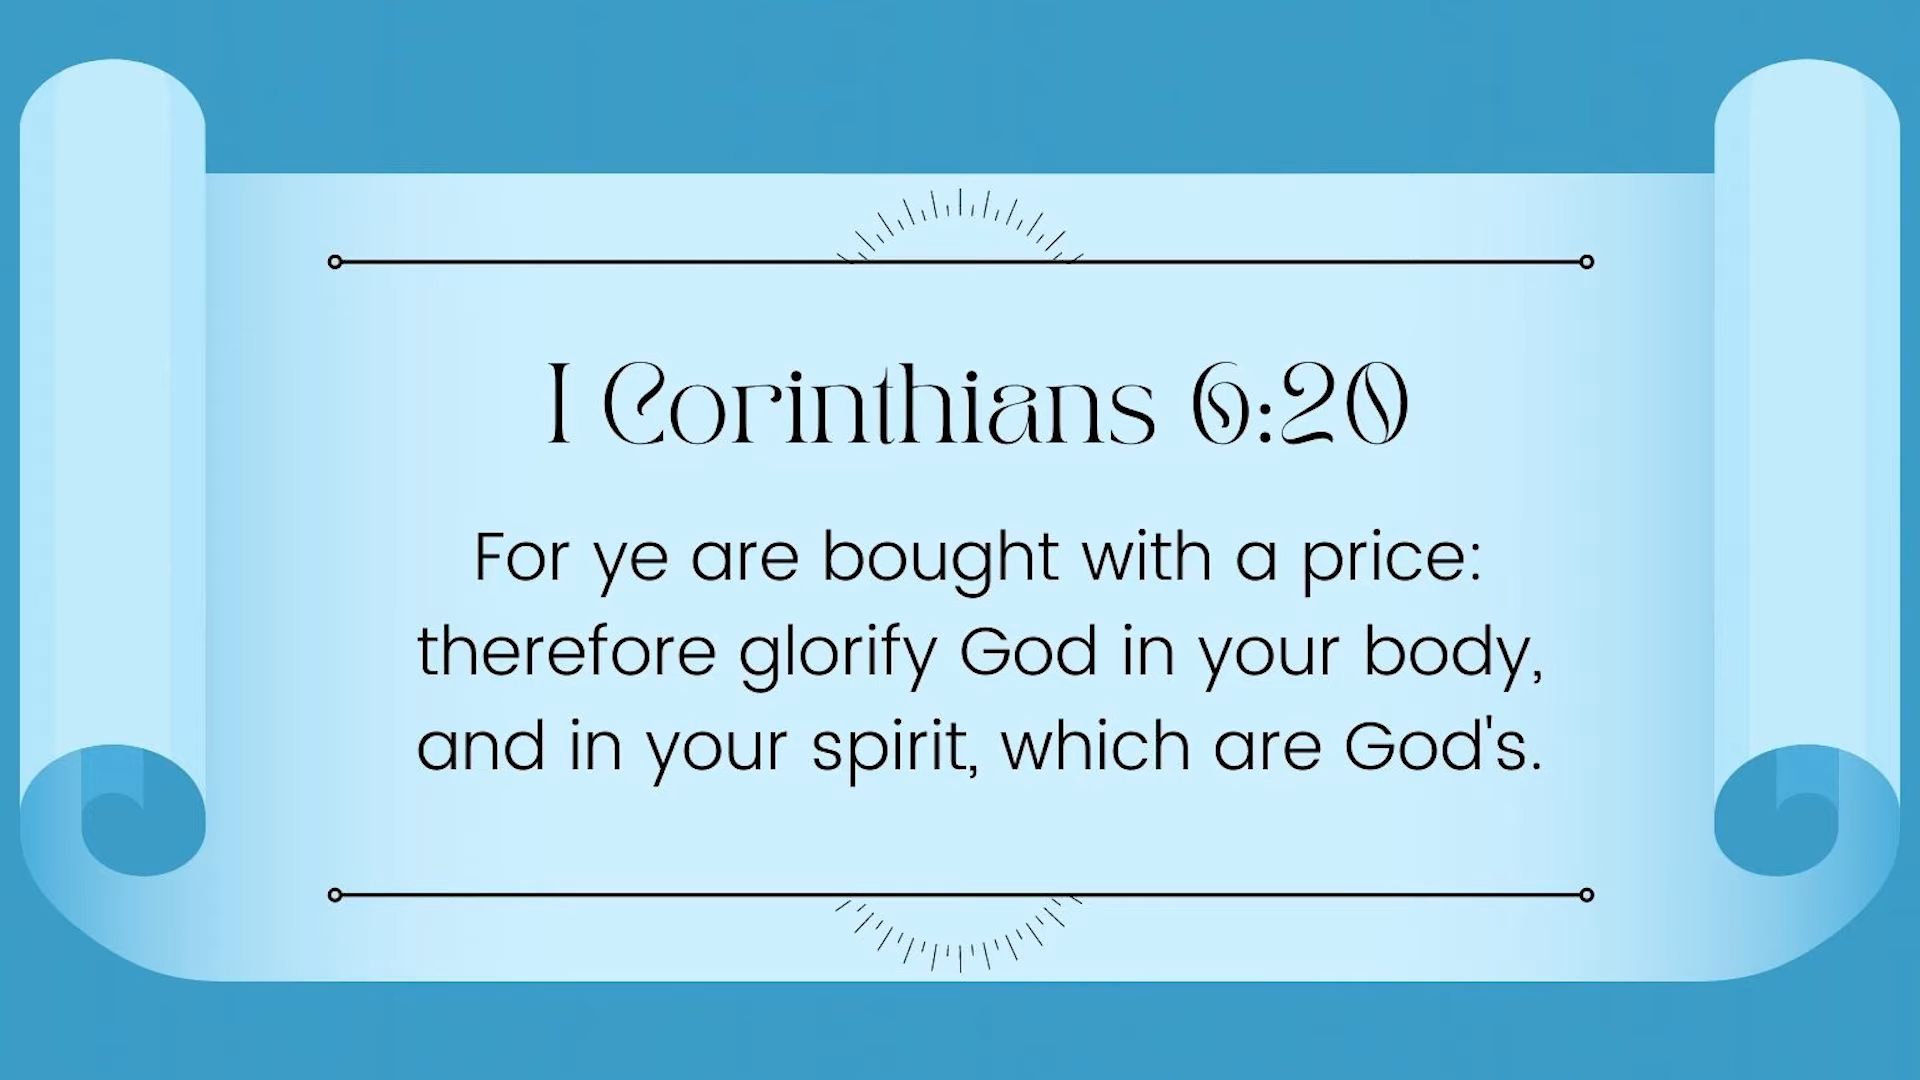 I Corinthians 6:20
For ye are bought with a price:
therefore glorify God in your body,
and in your spirit, which are God's.